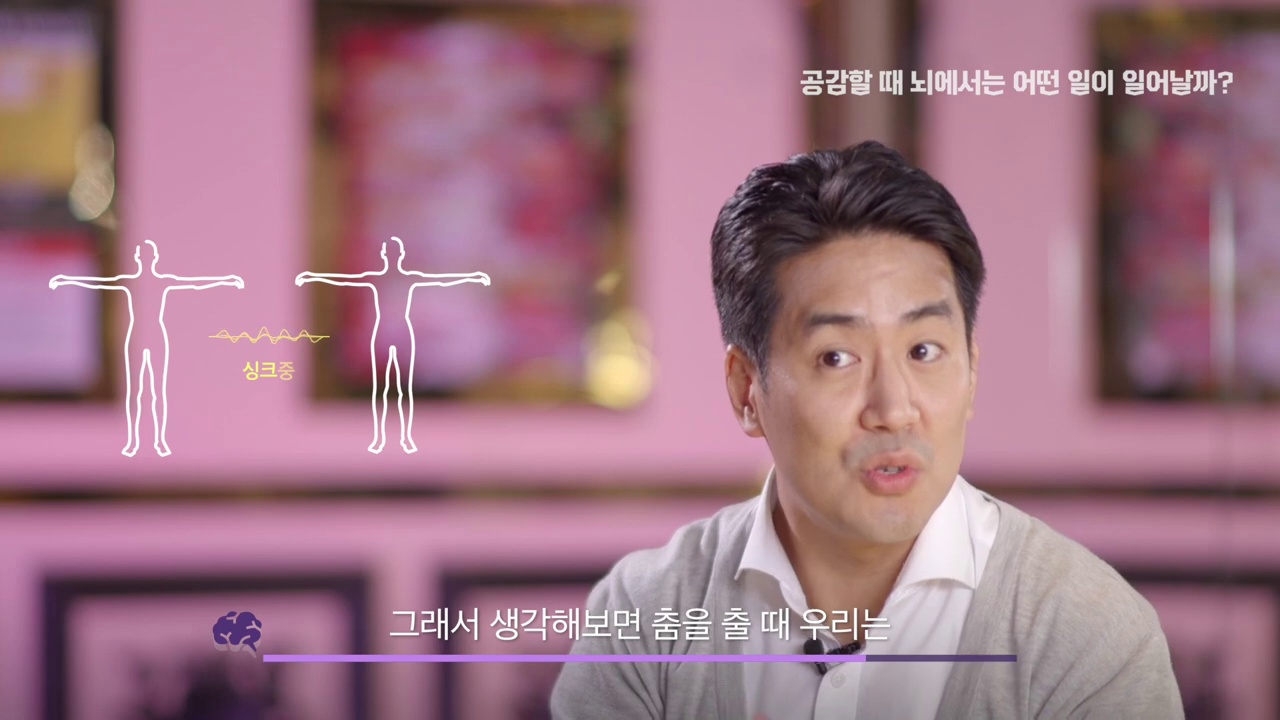 공감할 때 뇌에서는 어떤 일이 일어날까?
싱크중
그래서 생각해보면 춤을 출 때 우리는